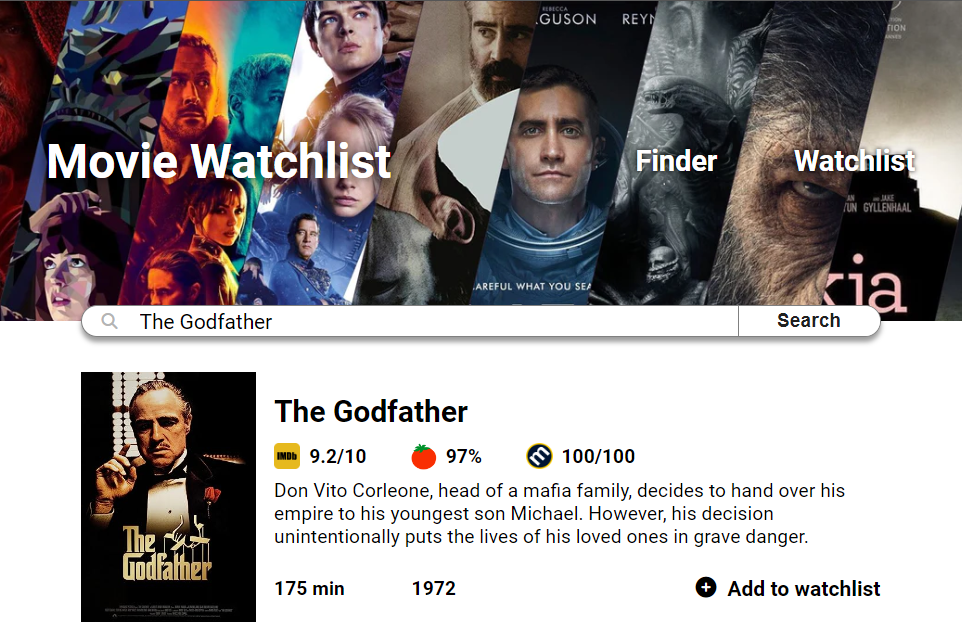 REBECCA
.GUSON REYN
Movie Watchlist
Finder
Watchlist
JAKE
GYLLENHAAL
AREFUL WHAT YOU SEA
kia
The Godfather
Search
The Godfather
IMDb 9.2/10 97% 100/100
Don Vito Corleone, head of a mafia family, decides to hand over his
empire to his youngest son Michael. However, his decision
unintentionally puts the lives of his loved ones in grave danger.
The
Godfather
175 min 1972 Add to watchlist